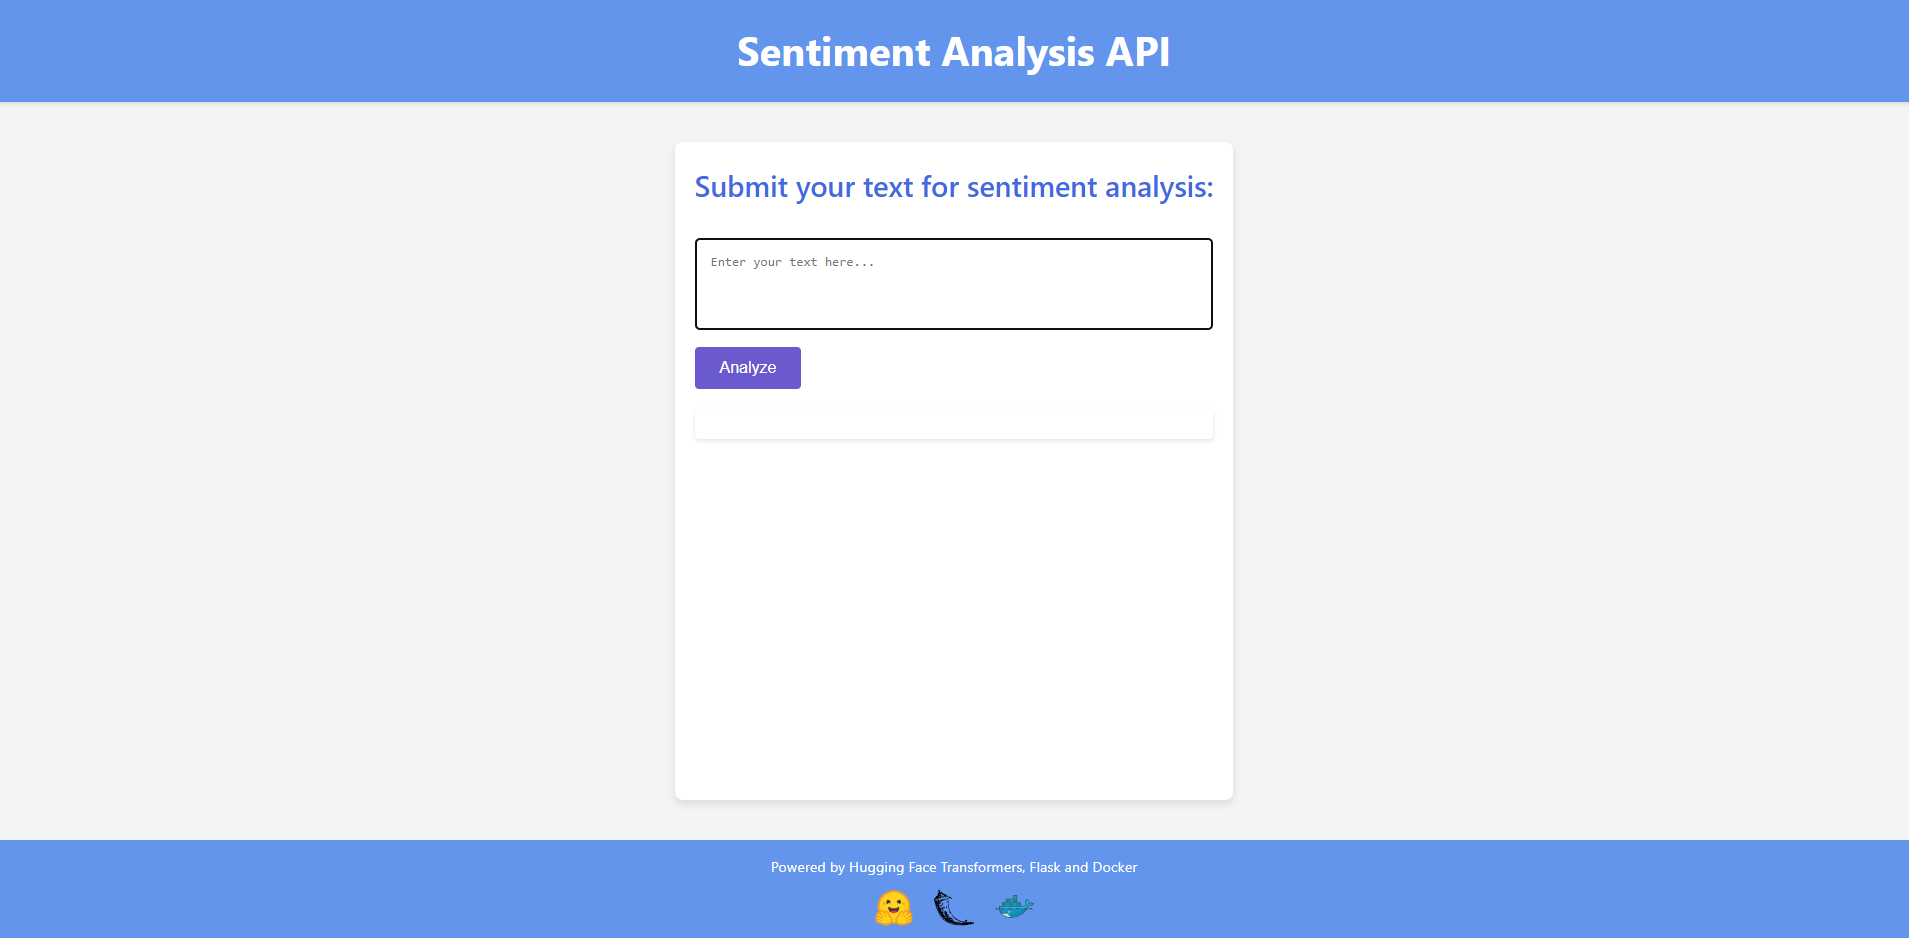 Sentiment Analysis API
Submit your text for sentiment analysis:
Enter your text here...
Analyze
Powered by Hugging Face Transformers, Flask and Docker